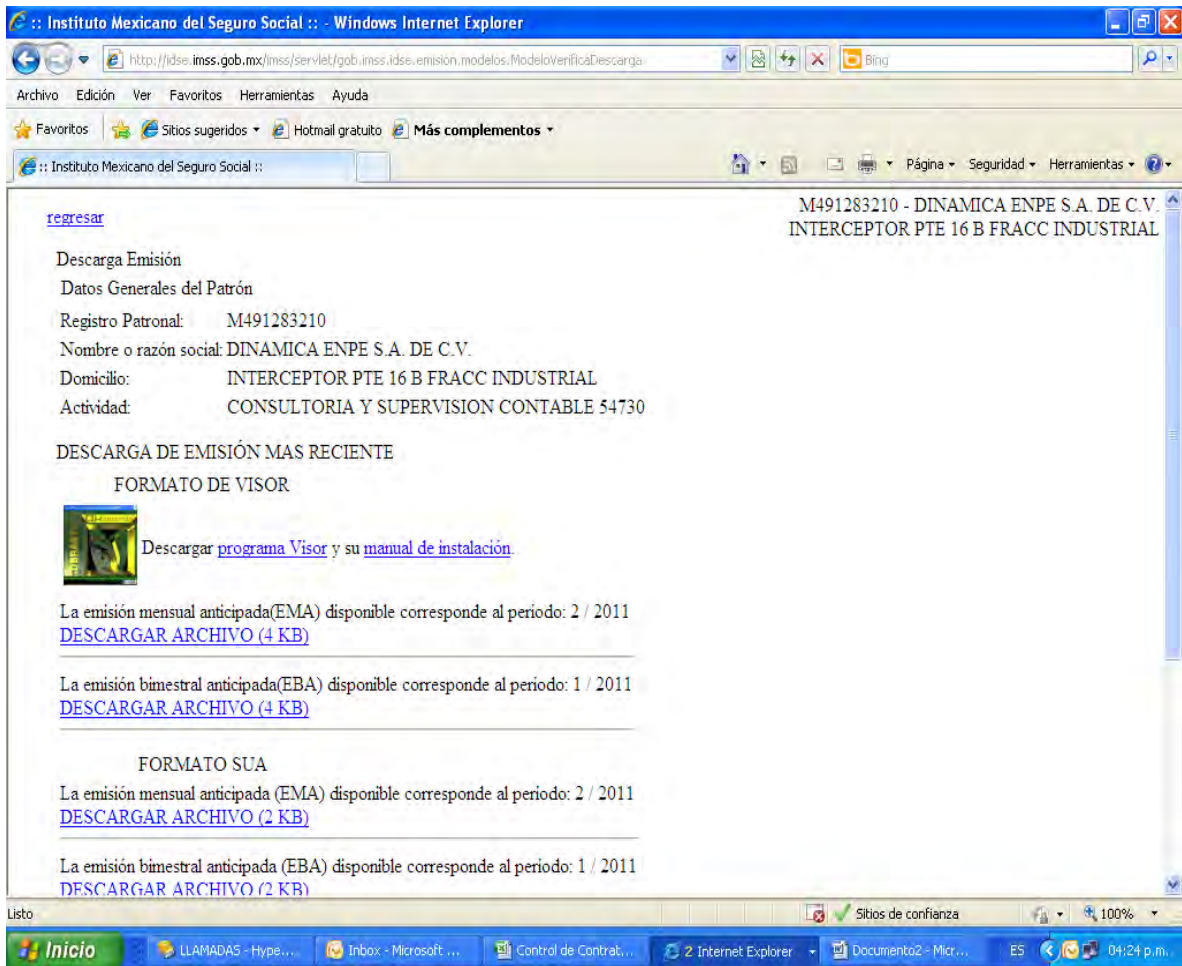 :: Instituto Mexicano del Seguro Social :: - Windows Internet Explorer
http://idse.imss.gob.mx/imss/servlet/gob.imss.idse.emision.modelos.ModeloVerificaDescarga
Bing
Archivo Edición Ver Favoritos Herramientas Ayuda
Favoritos Sitios sugeridos Hotmail gratuito Más complementos
:: Instituto Mexicano del Seguro Social :: Página Seguridad Herramientas
regresar
M491283210 - DINAMICA ENPE S.A. DE C.V.
INTERCEPTOR PTE 16 B FRACC INDUSTRIAL
Descarga Emisión
Datos Generales del Patrón
Registro Patronal: M491283210
Nombre o razón social: DINAMICA ENPE S.A. DE C.V.
Domicilio: INTERCEPTOR PTE 16 B FRACC INDUSTRIAL
Actividad: CONSULTORIA Y SUPERVISION CONTABLE 54730
DESCARGA DE EMISIÓN MAS RECIENTE
FORMATO DE VISOR
Descargar programa Visor y su manual de instalación.
La emisión mensual anticipada(EMA) disponible corresponde al periodo: 2 / 2011
DESCARGAR ARCHIVO (4 KB)
La emisión bimestral anticipada(EBA) disponible corresponde al periodo: 1 / 2011
DESCARGAR ARCHIVO (4 KB)
FORMATO SUA
La emisión mensual anticipada (EMA) disponible corresponde al periodo: 2 / 2011
DESCARGAR ARCHIVO (2 KB)
La emisión bimestral anticipada (EBA) disponible corresponde al periodo: 1 / 2011
DESCARGAR ARCHIVO (2 KB)
Listo Sitios de confianza 100%
Inicio LLAMADAS - Hype... Inbox - Microsoft ... Control de Contrat... 2 Internet Explorer Documento2 - Micr... ES 04:24 p.m.